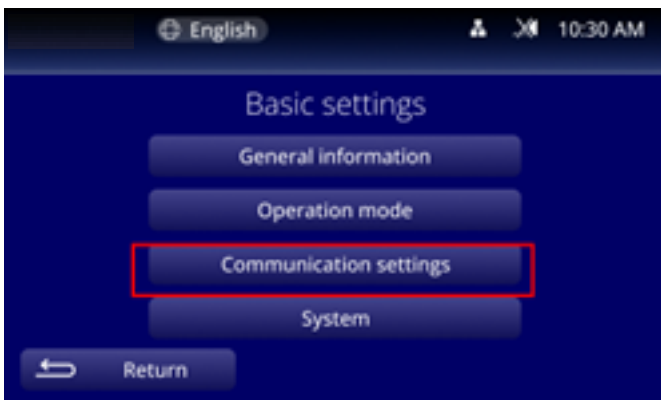 English 10:30 AM
Basic settings
General information
Operation mode
Communication settings
System
Return